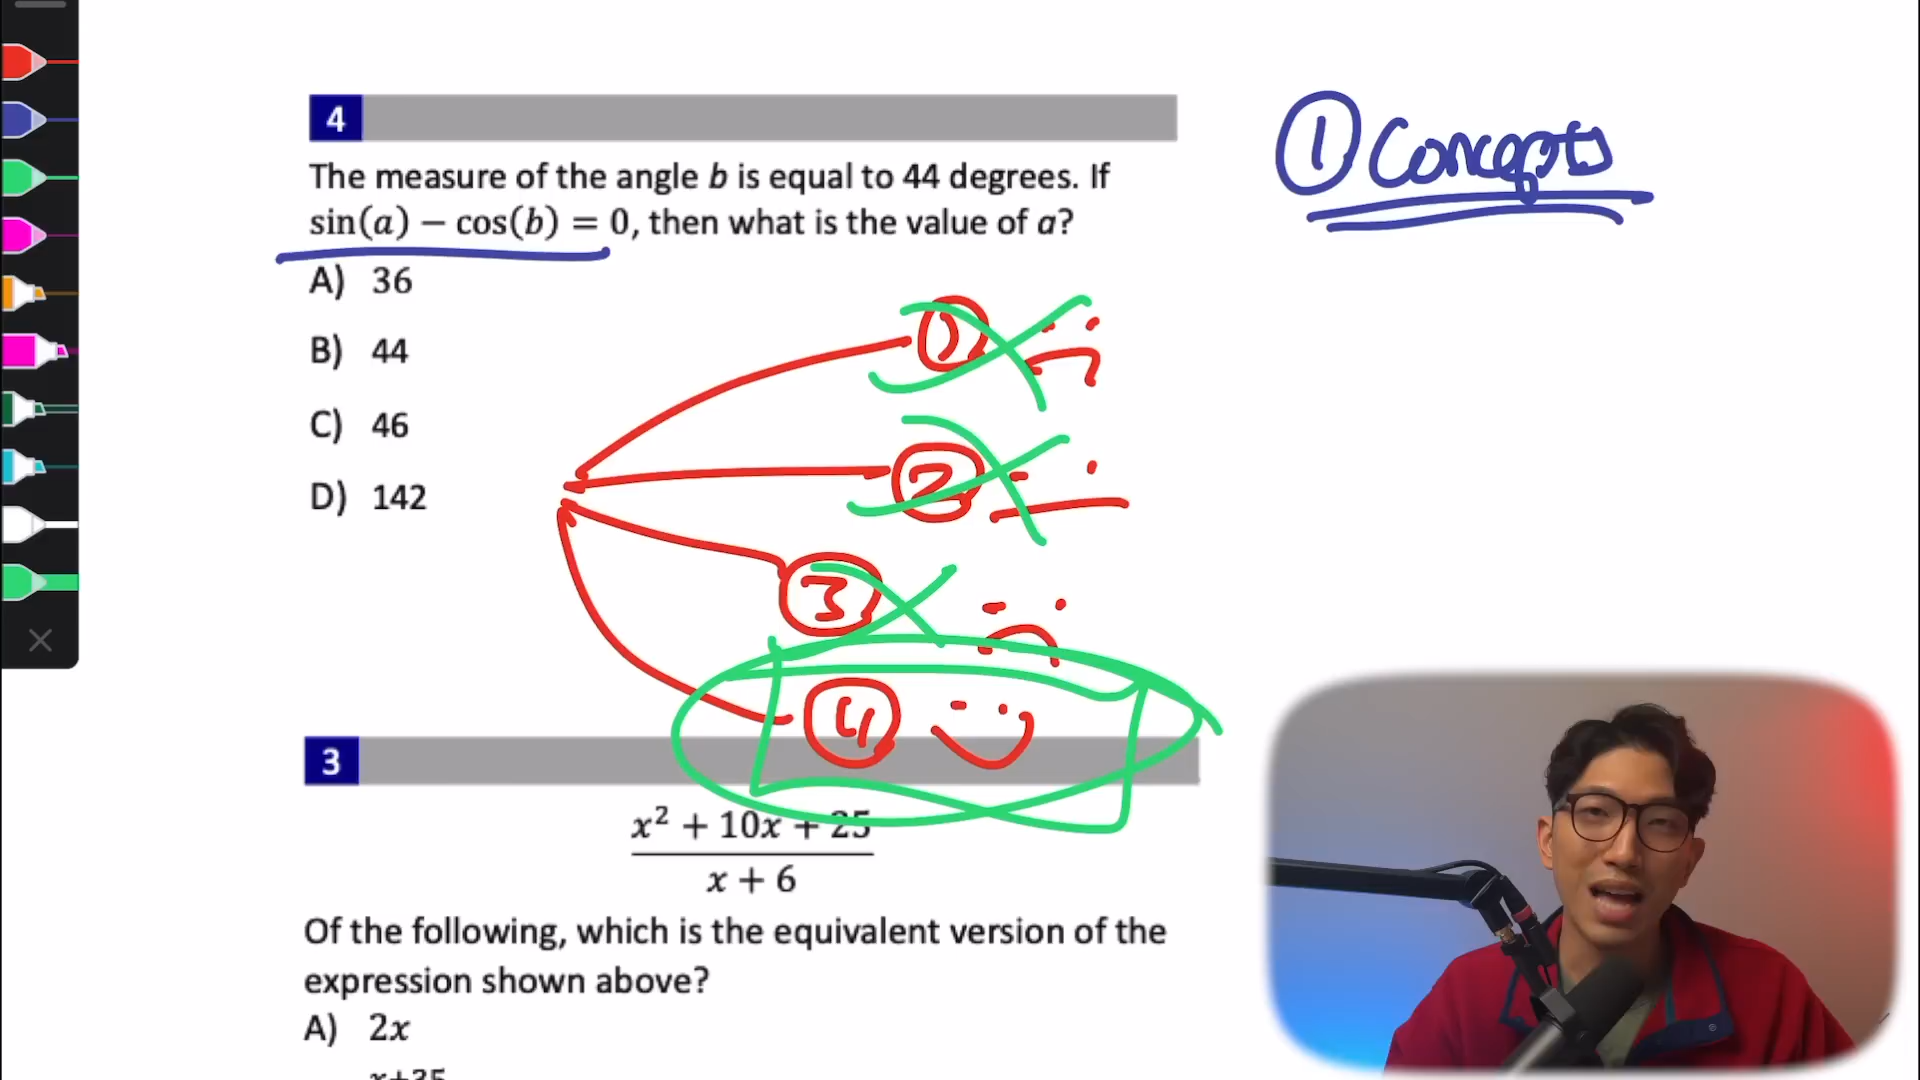 4
The measure of the angle b is equal to 44 degrees. If
sin(a) − cos(b) = 0, then what is the value of a?
A) 36
B) 44
C) 46
D) 142
① Concepts
①
②
③
④
3
x² + 10x + 25
x + 6
Of the following, which is the equivalent version of the
expression shown above?
A) 2x
x+35